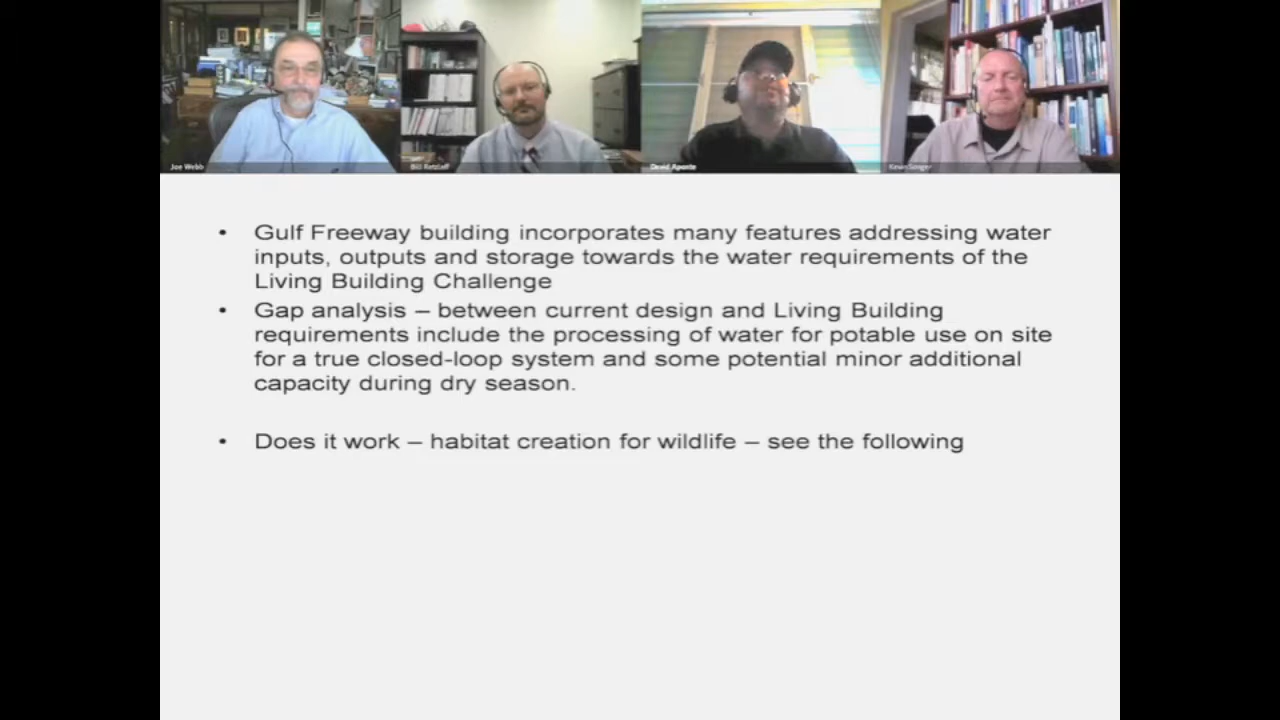 Joe Webb
David Aponte
• Gulf Freeway building incorporates many features addressing water
inputs, outputs and storage towards the water requirements of the
Living Building Challenge
• Gap analysis – between current design and Living Building
requirements include the processing of water for potable use on site
for a true closed-loop system and some potential minor additional
capacity during dry season.
• Does it work – habitat creation for wildlife – see the following